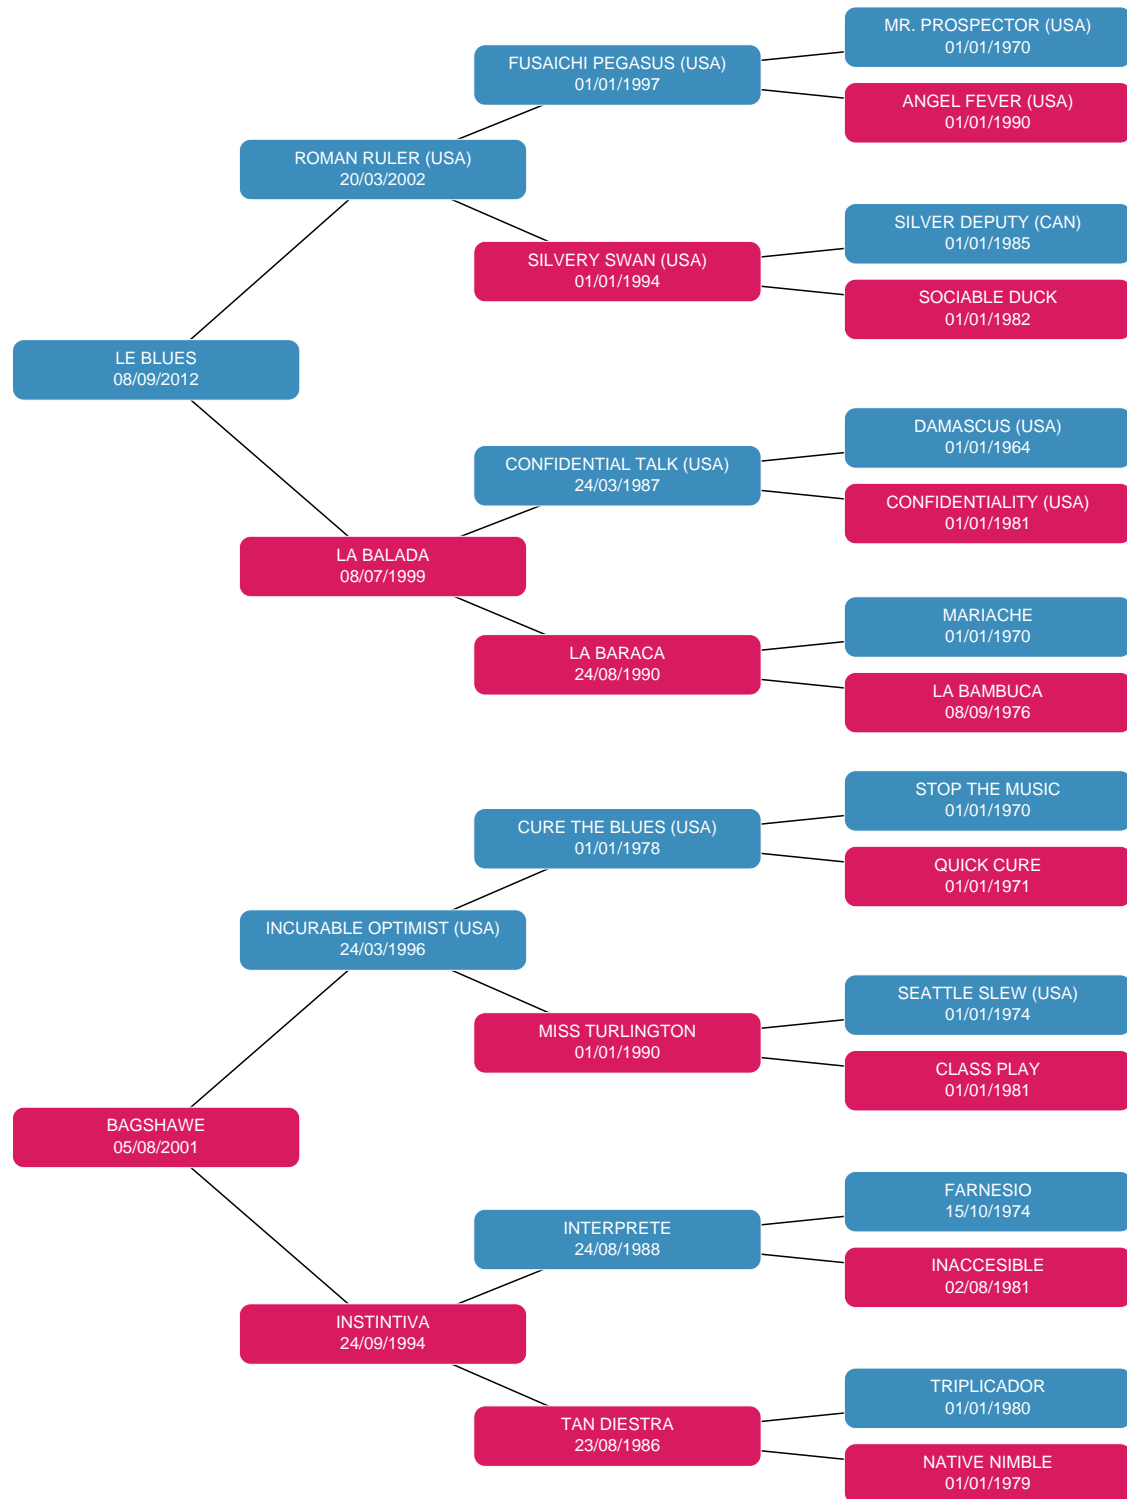 MR. PROSPECTOR (USA)
01/01/1970
FUSAICHI PEGASUS (USA)
01/01/1997
ANGEL FEVER (USA)
01/01/1990
ROMAN RULER (USA)
20/03/2002
SILVER DEPUTY (CAN)
01/01/1985
SILVERY SWAN (USA)
01/01/1994
SOCIABLE DUCK
01/01/1982
LE BLUES
08/09/2012
DAMASCUS (USA)
01/01/1964
CONFIDENTIAL TALK (USA)
24/03/1987
CONFIDENTIALITY (USA)
01/01/1981
LA BALADA
08/07/1999
MARIACHE
01/01/1970
LA BARACA
24/08/1990
LA BAMBUCA
08/09/1976
STOP THE MUSIC
01/01/1970
CURE THE BLUES (USA)
01/01/1978
QUICK CURE
01/01/1971
INCURABLE OPTIMIST (USA)
24/03/1996
SEATTLE SLEW (USA)
01/01/1974
MISS TURLINGTON
01/01/1990
CLASS PLAY
01/01/1981
BAGSHAWE
05/08/2001
FARNESIO
15/10/1974
INTERPRETE
24/08/1988
INACCESIBLE
02/08/1981
INSTINTIVA
24/09/1994
TRIPLICADOR
01/01/1980
TAN DIESTRA
23/08/1986
NATIVE NIMBLE
01/01/1979